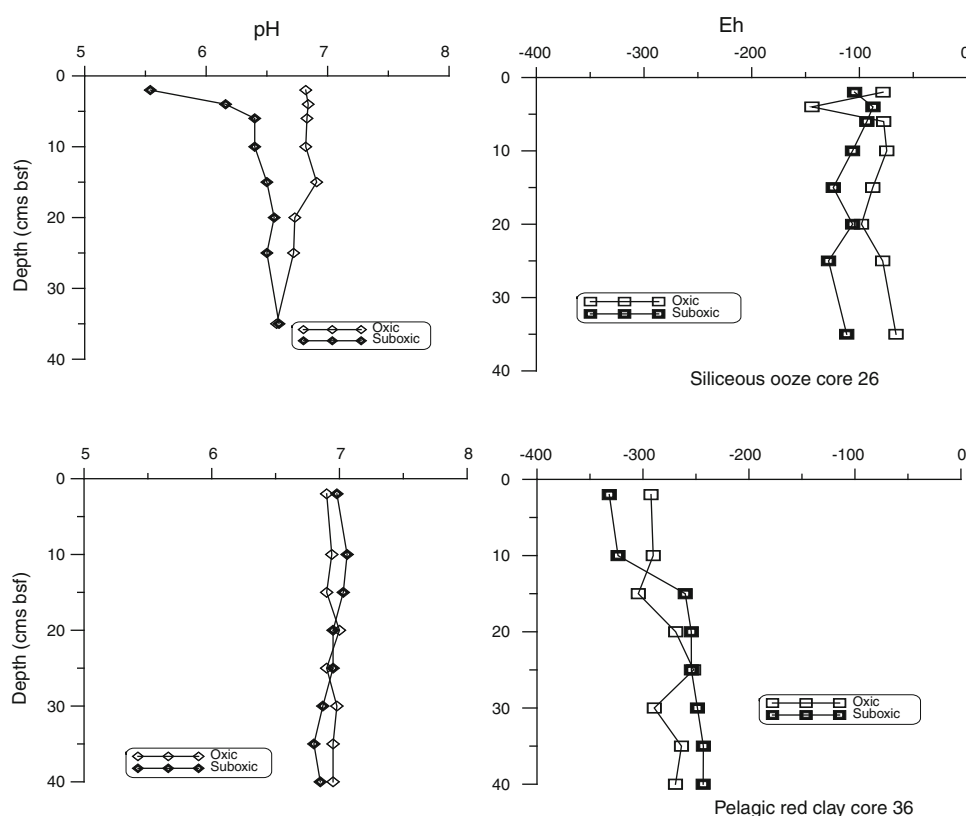 pH
5 6 7 8
0
10
20
30
40
Depth (cms bsf)
Oxic
Suboxic
Eh
-400 -300 -200 -100 0
0
10
20
30
40
Oxic
Suboxic
Siliceous ooze core 26
5 6 7 8
0
10
20
30
40
Depth (cms bsf)
Oxic
Suboxic
-400 -300 -200 -100 0
0
10
20
30
40
Oxic
Suboxic
Pelagic red clay core 36